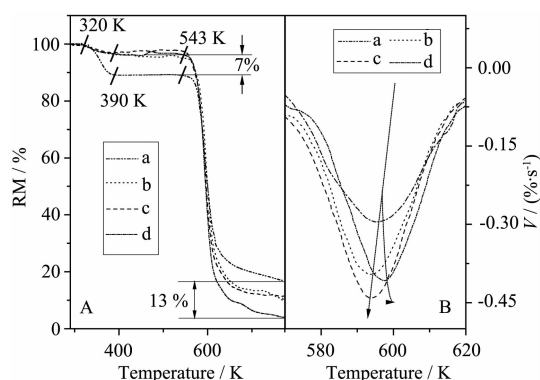 320 K
543 K
7%
390 K
a
b
c
d
13 %
A
100
80
60
40
20
0
RM / %
400
600
Temperature / K
a
b
c
d
B
0.00
-0.15
-0.30
-0.45
V / (%·s-1)
580
600
620
Temperature / K